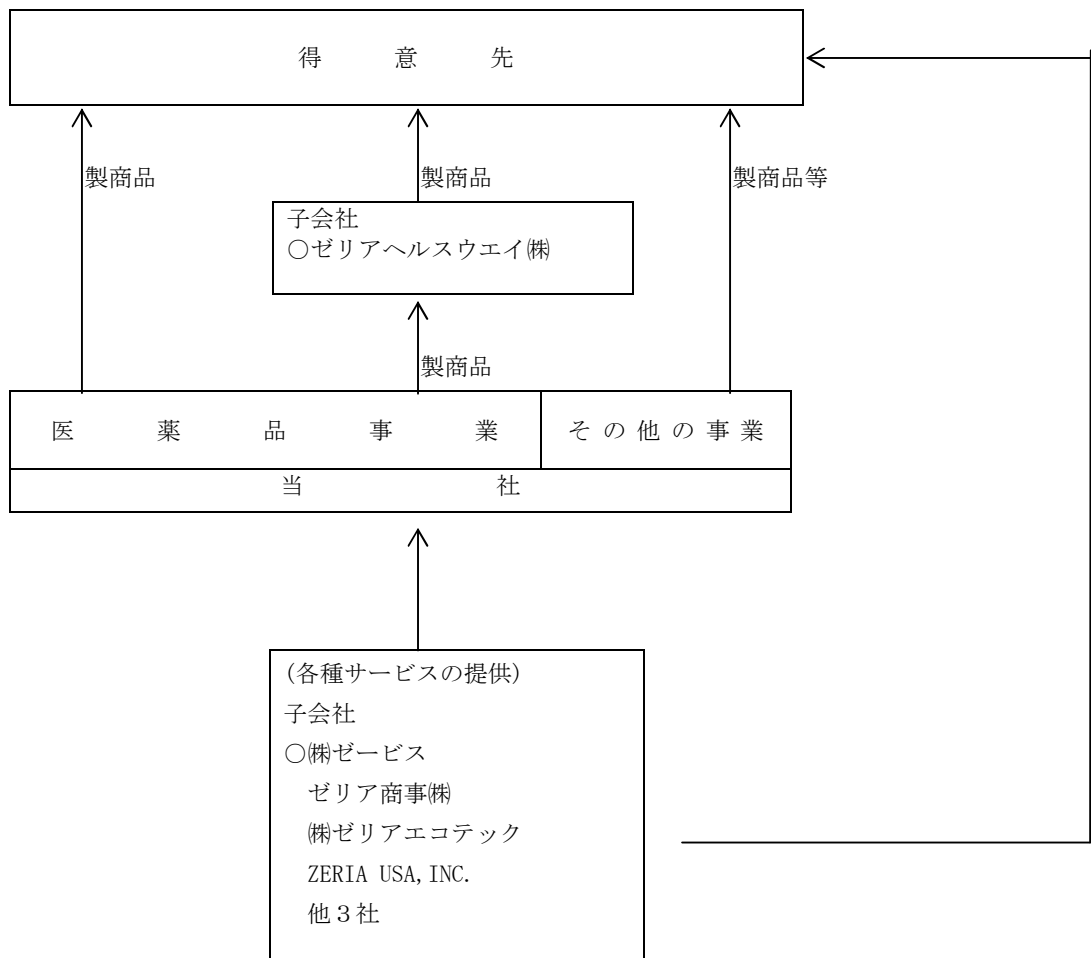 得意先
製商品
製商品
製商品等
子会社
○ゼリアヘルスウエイ㈱
製商品
医薬品事業
その他の事業
当社
(各種サービスの提供)
子会社
○㈱ゼービス
ゼリア商事㈱
㈱ゼリアエコテック
ZERIA USA,INC.
他3社